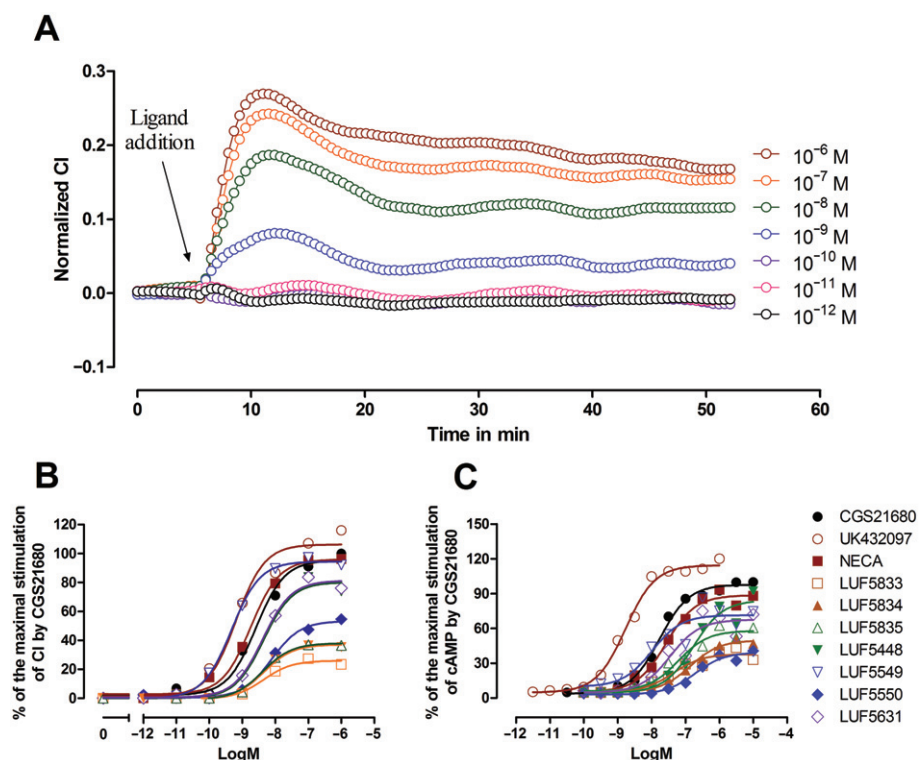 A
0.3
0.2
0.1
0.0
−0.1
Normalized CI
Ligand
addition
0 10 20 30 40 50 60
Time in min
10⁻⁶ M
10⁻⁷ M
10⁻⁸ M
10⁻⁹ M
10⁻¹⁰ M
10⁻¹¹ M
10⁻¹² M
B
% of the maximal stimulation
of CI by CGS21680
120
100
80
60
40
20
0
0 −12 −11 −10 −9 −8 −7 −6 −5
LogM
C
% of the maximal stimulation
of cAMP by CGS21680
150
120
90
60
30
0
−12 −11 −10 −9 −8 −7 −6 −5 −4
LogM
CGS21680
UK432097
NECA
LUF5833
LUF5834
LUF5835
LUF5448
LUF5549
LUF5550
LUF5631